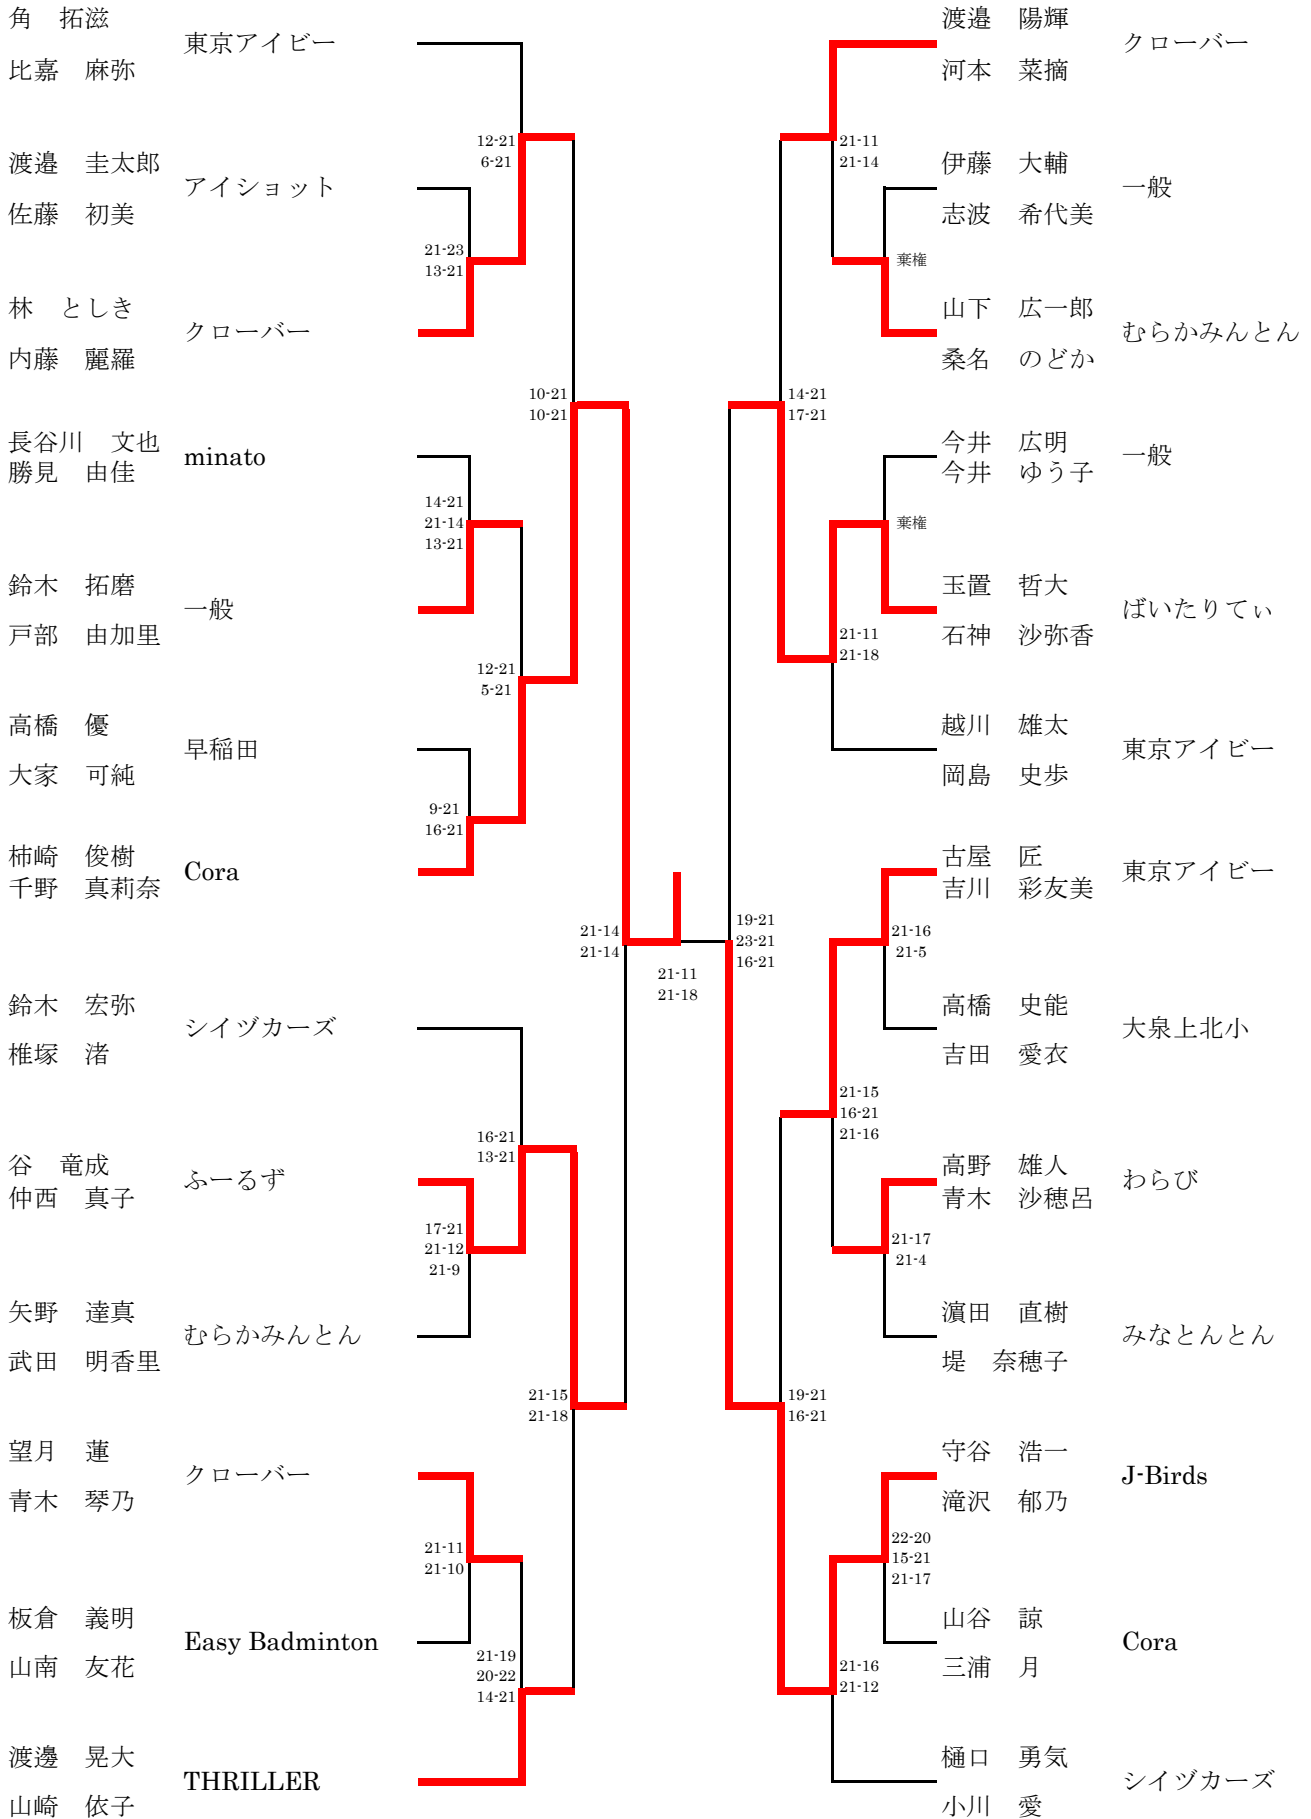 角　拓滋
東京アイビー
比嘉　麻弥
12-21
6-21
渡邉　圭太郎
アイショット
佐藤　初美
21-23
13-21
林　としき
クローバー
内藤　麗羅
10-21
10-21
長谷川　文也
minato
勝見　由佳
14-21
21-14
13-21
鈴木　拓磨
一般
戸部　由加里
12-21
5-21
高橋　優
早稲田
大家　可純
9-21
16-21
柿崎　俊樹
Cora
千野　真莉奈
21-14
21-14
鈴木　宏弥
シイヅカーズ
椎塚　渚
16-21
13-21
谷　竜成
ふーるず
仲西　真子
17-21
21-12
21-9
矢野　達真
むらかみんとん
武田　明香里
21-15
21-18
望月　蓮
クローバー
青木　琴乃
21-11
21-10
板倉　義明
Easy Badminton
山南　友花
21-19
20-22
14-21
渡邊　晃大
THRILLER
山崎　依子
21-11
21-18
渡邉　陽輝
クローバー
河本　菜摘
21-11
21-14
伊藤　大輔
一般
志波　希代美
棄権
山下　広一郎
むらかみんとん
桑名　のどか
14-21
17-21
今井　広明
一般
今井　ゆう子
棄権
玉置　哲大
ばいたりてぃ
石神　沙弥香
21-11
21-18
越川　雄太
東京アイビー
岡島　史歩
古屋　匠
東京アイビー
吉川　彩友美
19-21
23-21
16-21
21-16
21-5
高橋　史能
大泉上北小
吉田　愛衣
21-15
16-21
21-16
高野　雄人
わらび
青木　沙穂呂
21-17
21-4
濵田　直樹
みなとんとん
堤　奈穂子
19-21
16-21
守谷　浩一
J-Birds
滝沢　郁乃
22-20
15-21
21-17
山谷　諒
Cora
三浦　月
21-16
21-12
樋口　勇気
シイヅカーズ
小川　愛